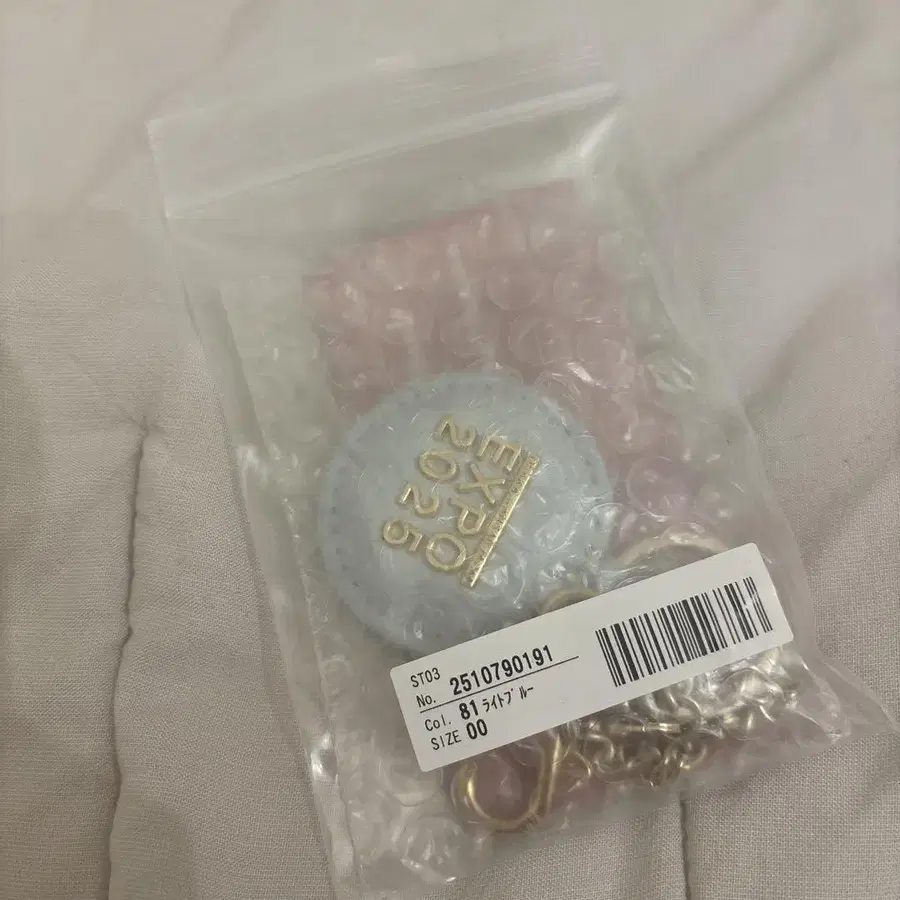 EXPO
2025
ST03
No. 2510790191
Col. 81 ﾗｲﾄﾌﾞﾙｰ
SIZE 00